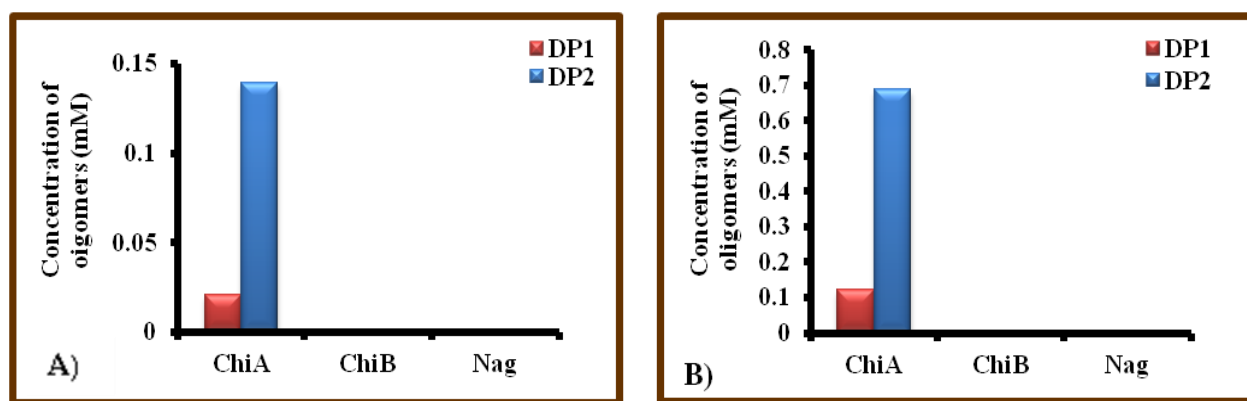 DP1
DP2
Concentration of
oigomers (mM)
0.15
0.1
0.05
0
ChiA ChiB Nag
A)
DP1
DP2
Concentration of
oligomers (mM)
0.8
0.7
0.6
0.5
0.4
0.3
0.2
0.1
0
ChiA ChiB Nag
B)